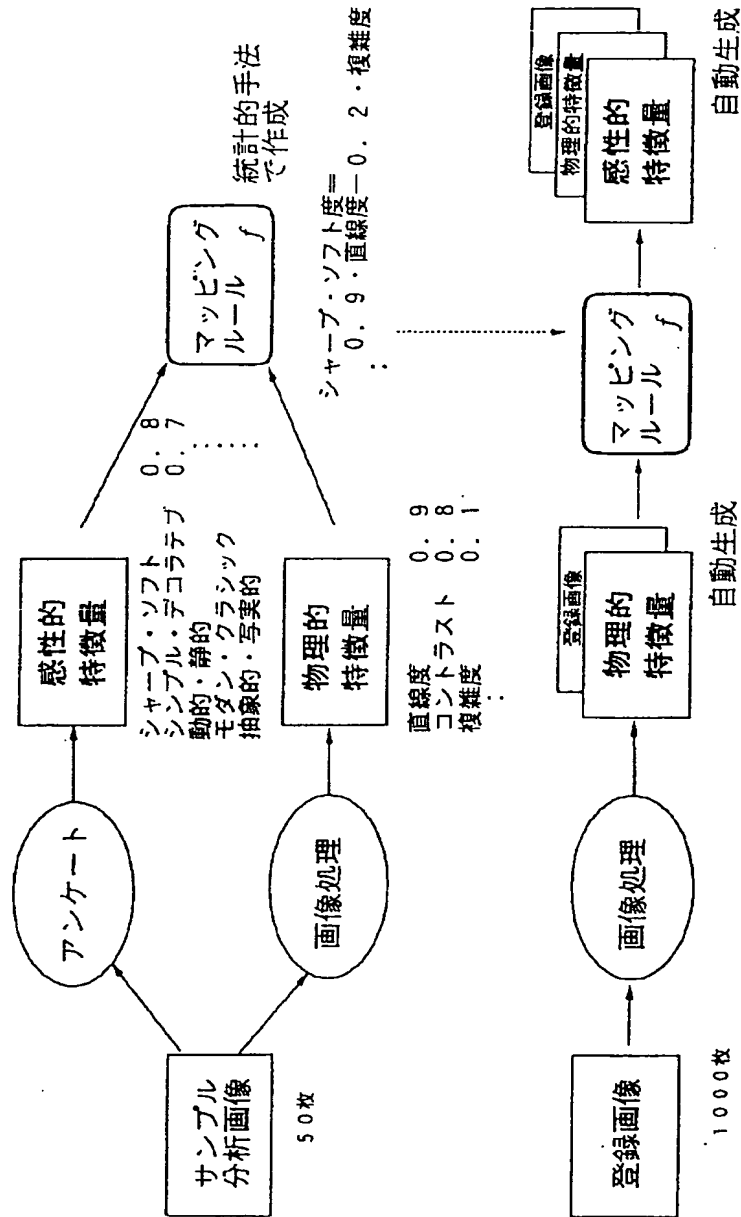 サンプル
分析画像
50枚
アンケート
画像処理
感性的
特徴量
シャープ・ソフト 0.8
シンプル・デコラテブ 0.7
動的・静的 :
モダン・クラシック :
抽象的・写実的
物理的
特徴量
直線度 0.9
コントラスト 0.8
複雑度 0.1
:
マッピング
ルール f
統計的手法
で作成
シャープ・ソフト度=
0.9・直線度−0.2・複雑度
:
登録画像
1000枚
画像処理
登録画像
物理的
特徴量
自動生成
マッピング
ルール f
登録画像
物理的特徴量
感性的
特徴量
自動生成